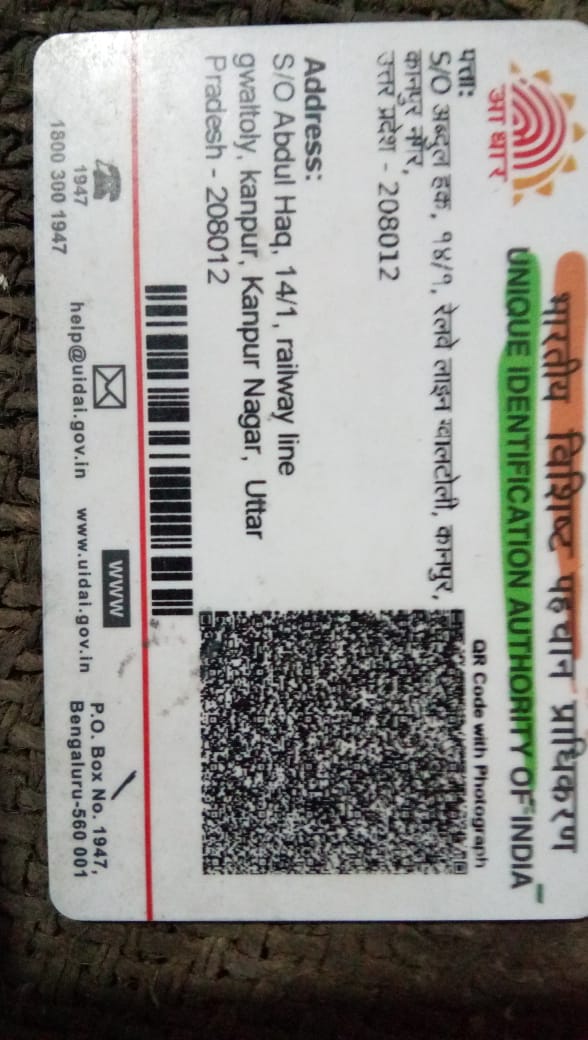 भारतीय विशिष्ट पहचान प्राधिकरण
UNIQUE IDENTIFICATION AUTHORITY OF INDIA
आधार
QR Code with Photograph
पता:
S/O अब्दुल हक, १४/१, रेलवे लाइन ग्वालटोली, कानपुर,
कानपुर नगर,
उत्तर प्रदेश - 208012
Address:
S/O Abdul Haq, 14/1, railway line
gwaltoly, kanpur, Kanpur Nagar, Uttar
Pradesh - 208012
1947
1800 300 1947
help@uidai.gov.in
WWW
www.uidai.gov.in
P.O. Box No. 1947,
Bengaluru-560 001